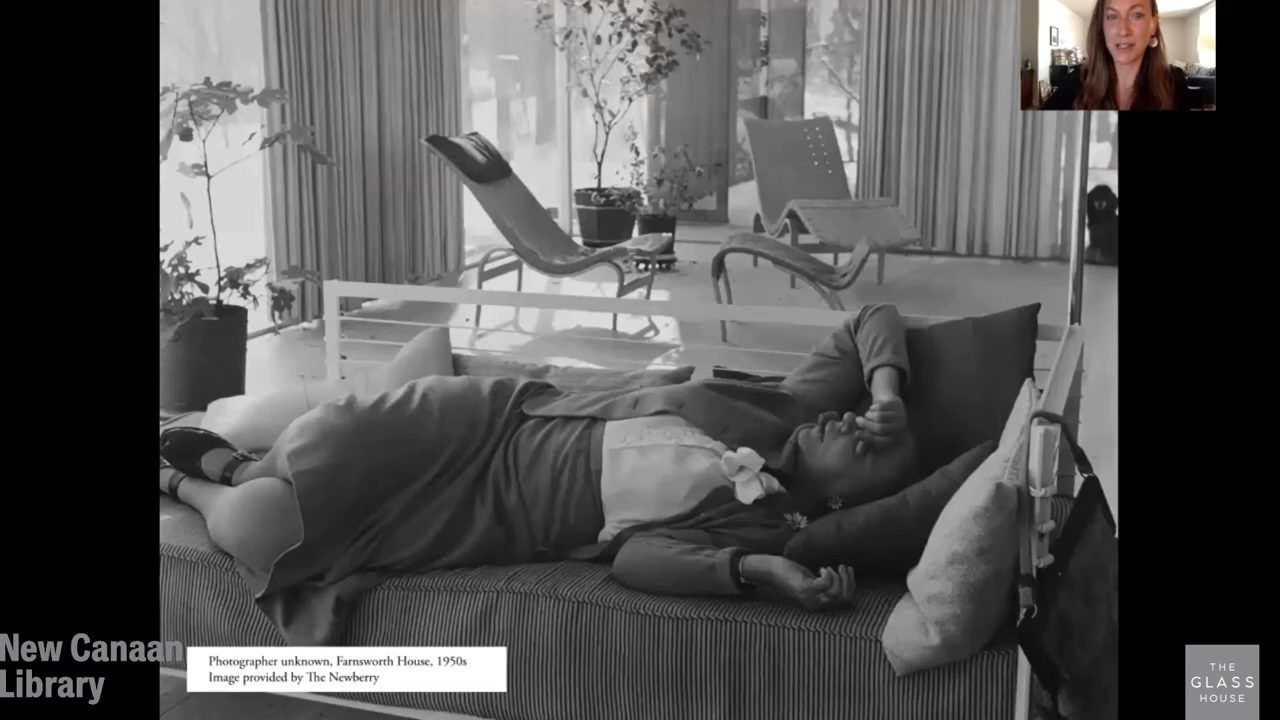 Photographer unknown, Farnsworth House, 1950s
Image provided by The Newberry
New Canaan
Library
THE
GLASS
HOUSE